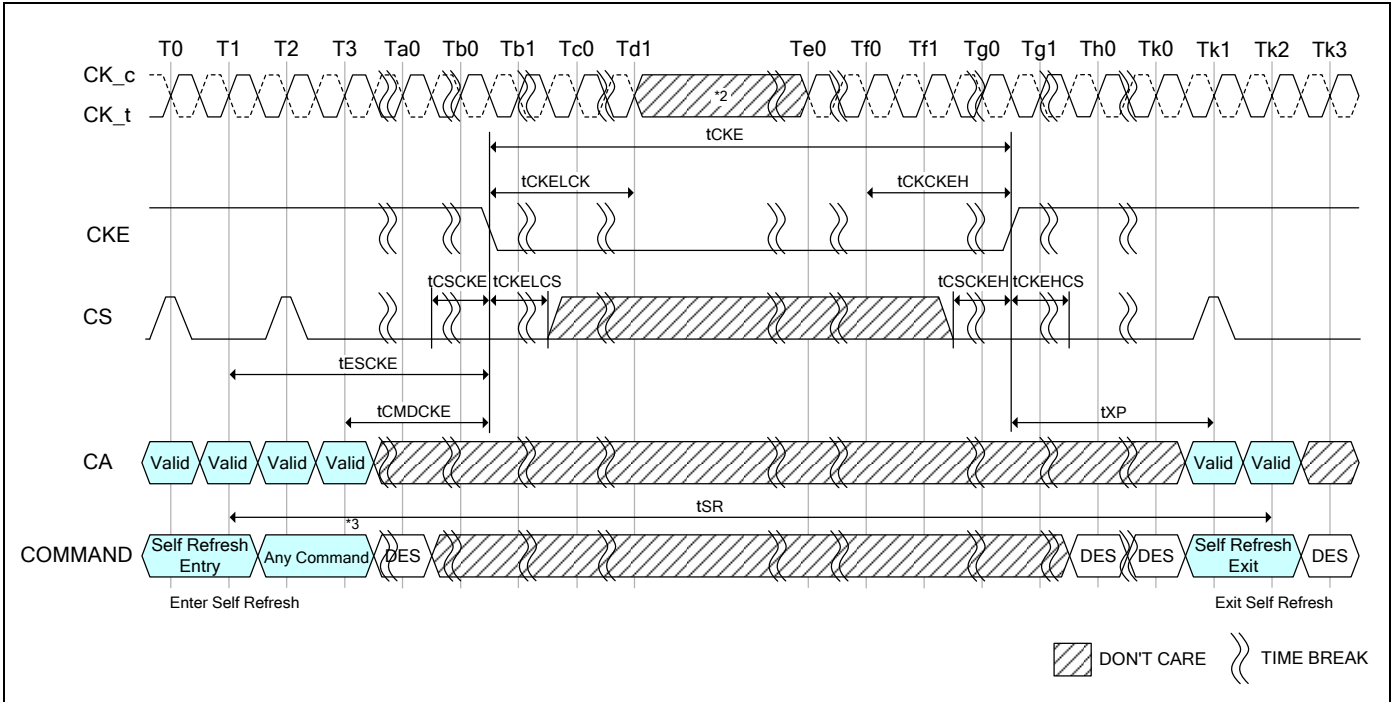 T0 T1 T2 T3 Ta0 Tb0 Tb1 Tc0 Td1 Te0 Tf0 Tf1 Tg0 Tg1 Th0 Tk0 Tk1 Tk2 Tk3
CK_c
*2
CK_t
tCKE
tCKELCK tCKCKEH
CKE
tCSCKE tCKELCS tCSCKEH tCKEHCS
CS
tESCKE
tCMDCKE tXP
CA Valid Valid Valid Valid Valid Valid
tSR
*3
COMMAND Self Refresh Entry Any Command DES DES DES Self Refresh Exit DES
Enter Self Refresh Exit Self Refresh
DON'T CARE TIME BREAK